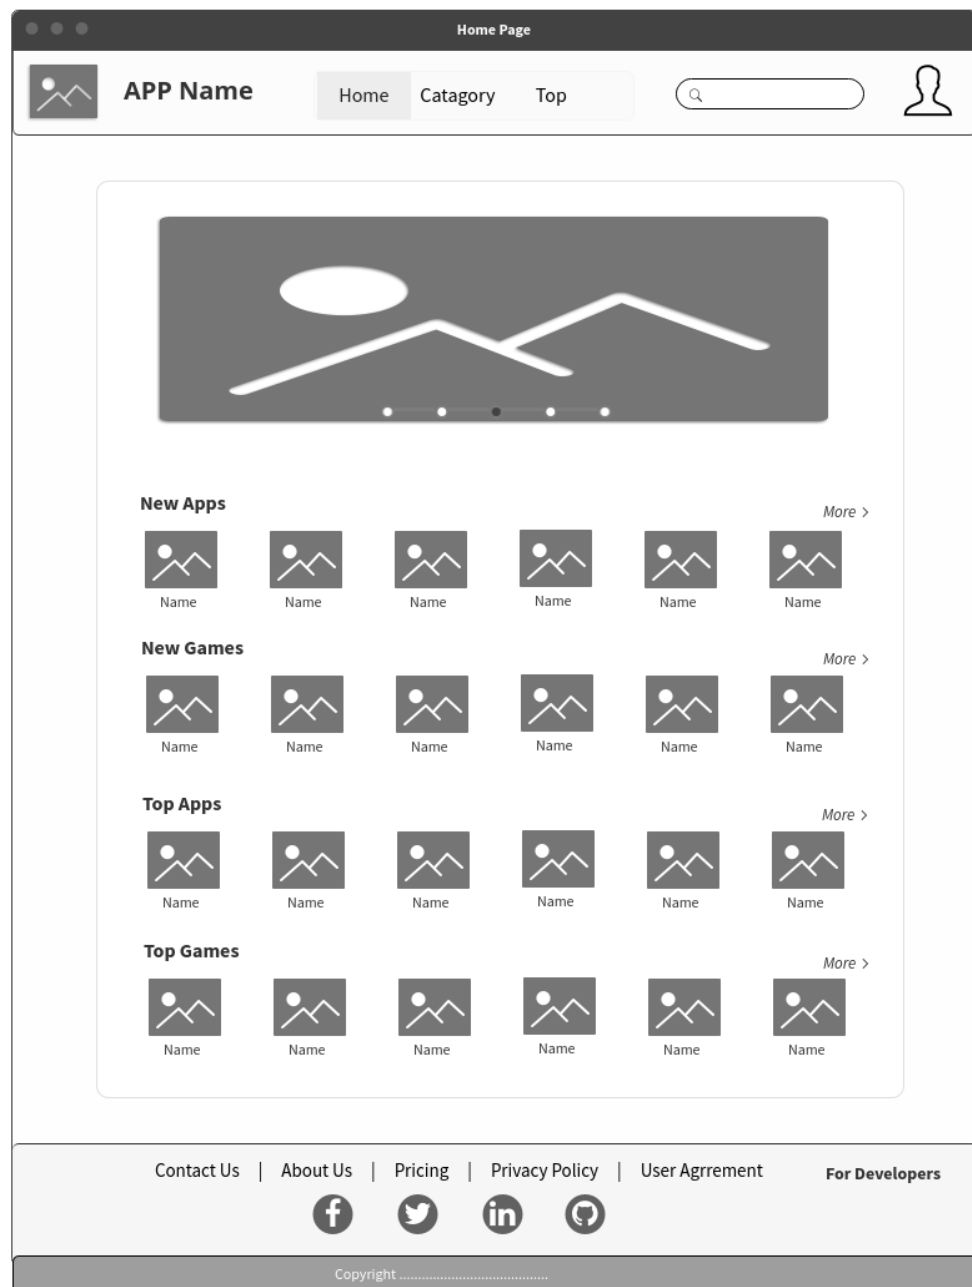 Home Page
APP Name
Home Catagory Top
New Apps
More >
Name Name Name Name Name Name
New Games
More >
Name Name Name Name Name Name
Top Apps
More >
Name Name Name Name Name Name
Top Games
More >
Name Name Name Name Name Name
Contact Us | About Us | Pricing | Privacy Policy | User Agrrement
For Developers
Copyright ........................................